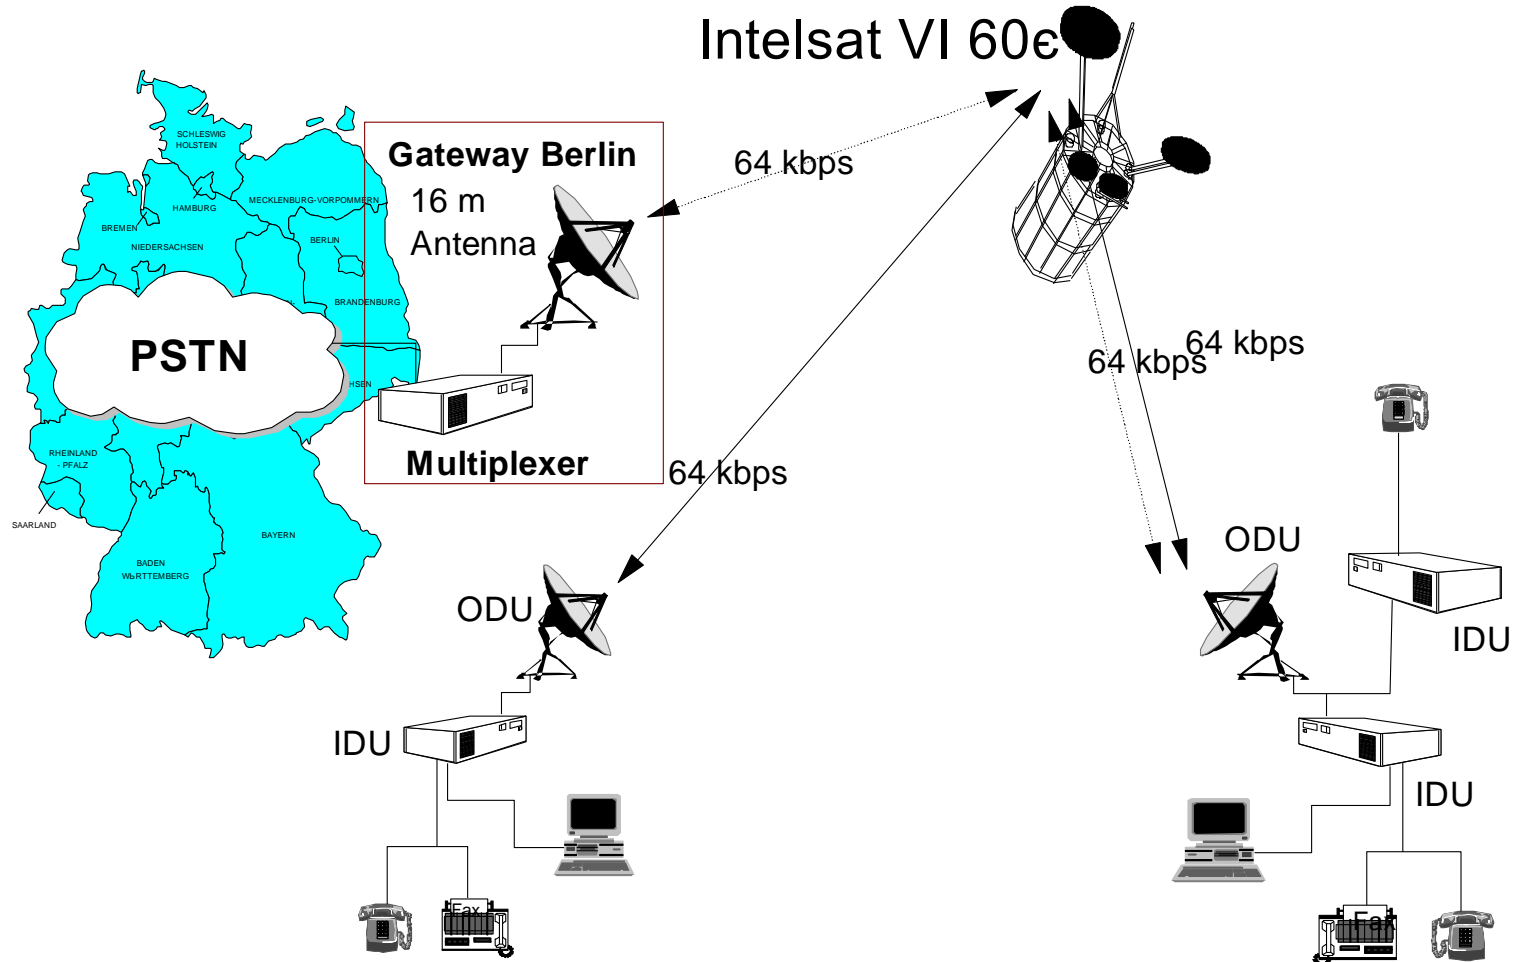 Intelsat VI 60є
SCHLESWIG
HOLSTEIN
HAMBURG
MECKLENBURG-VORPOMMERN
BREMEN
NIEDERSACHSEN
BERLIN
BRANDENBURG
HSEN
PSTN
RHEINLAND
- PFALZ
SAARLAND
BADEN
WьRTTEMBERG
BAYERN
Gateway Berlin
16 m
Antenna
Multiplexer
64 kbps
64 kbps
64 kbps
64 kbps
ODU
IDU
Fax
ODU
IDU
IDU
Fax